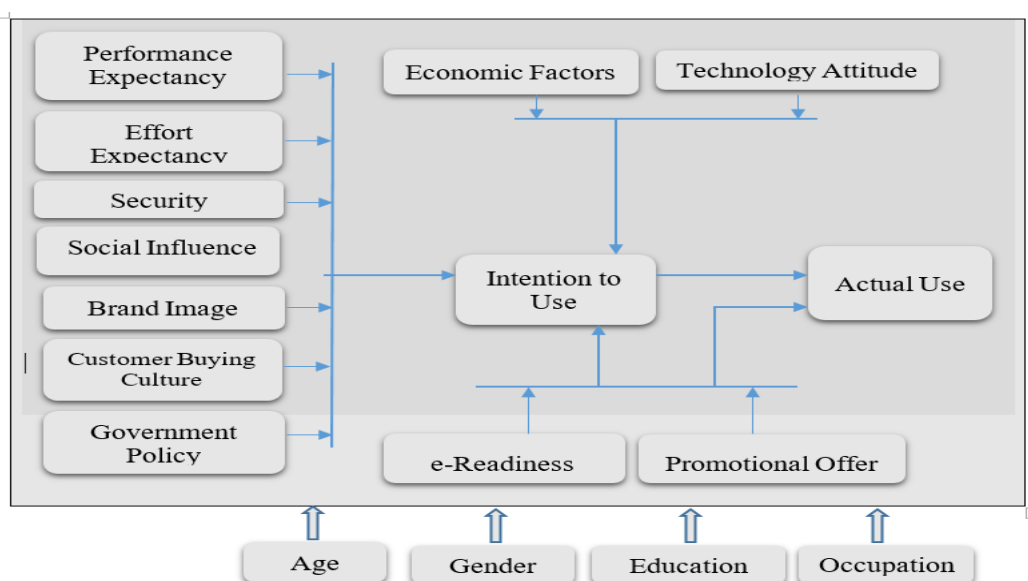 Performance
Expectancy
Effort
Expectancy
Security
Social Influence
Brand Image
Customer Buying
Culture
Government
Policy
Economic Factors
Technology Attitude
Intention to
Use
Actual Use
e-Readiness
Promotional Offer
Age
Gender
Education
Occupation